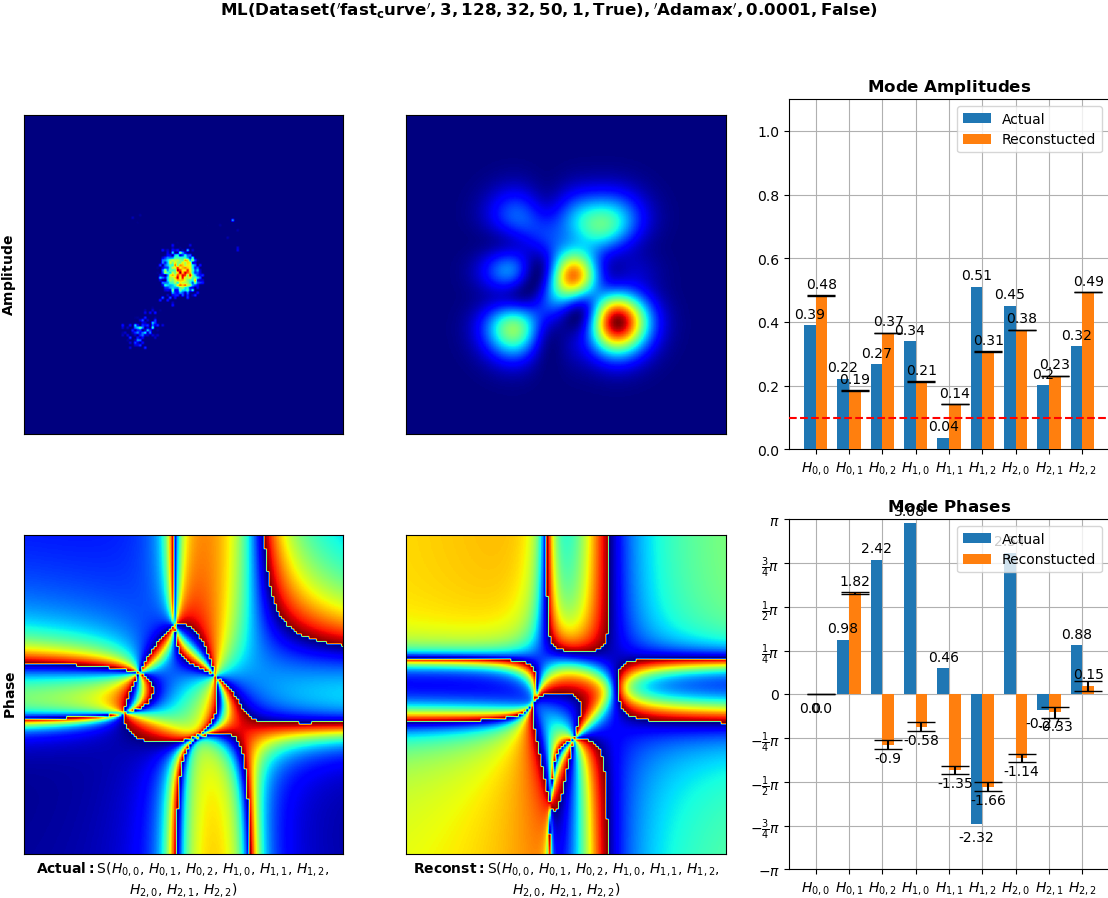 ML(Dataset('fast_curve', 3, 128, 32, 50, 1, True), 'Adamax', 0.0001, False)
Amplitude
Mode Amplitudes
Actual
Reconstucted
1.0
0.8
0.6
0.4
0.2
0.0
0.39
0.48
0.22
0.19
0.27
0.37
0.34
0.21
0.04
0.14
0.51
0.31
0.45
0.38
0.2
0.23
0.32
0.49
H0,0 H0,1 H0,2 H1,0 H1,1 H1,2 H2,0 H2,1 H2,2
Phase
Mode Phases
Actual
Reconstucted
π
3/4π
1/2π
1/4π
0
−1/4π
−1/2π
−3/4π
−π
0.0
0.0
0.98
1.82
2.42
-0.9
3.08
-0.58
0.46
-1.35
-2.32
-1.66
-1.14
-0.27
-0.33
0.88
0.15
H0,0 H0,1 H0,2 H1,0 H1,1 H1,2 H2,0 H2,1 H2,2
Actual: S(H0,0, H0,1, H0,2, H1,0, H1,1, H1,2,
H2,0, H2,1, H2,2)
Reconst: S(H0,0, H0,1, H0,2, H1,0, H1,1, H1,2,
H2,0, H2,1, H2,2)